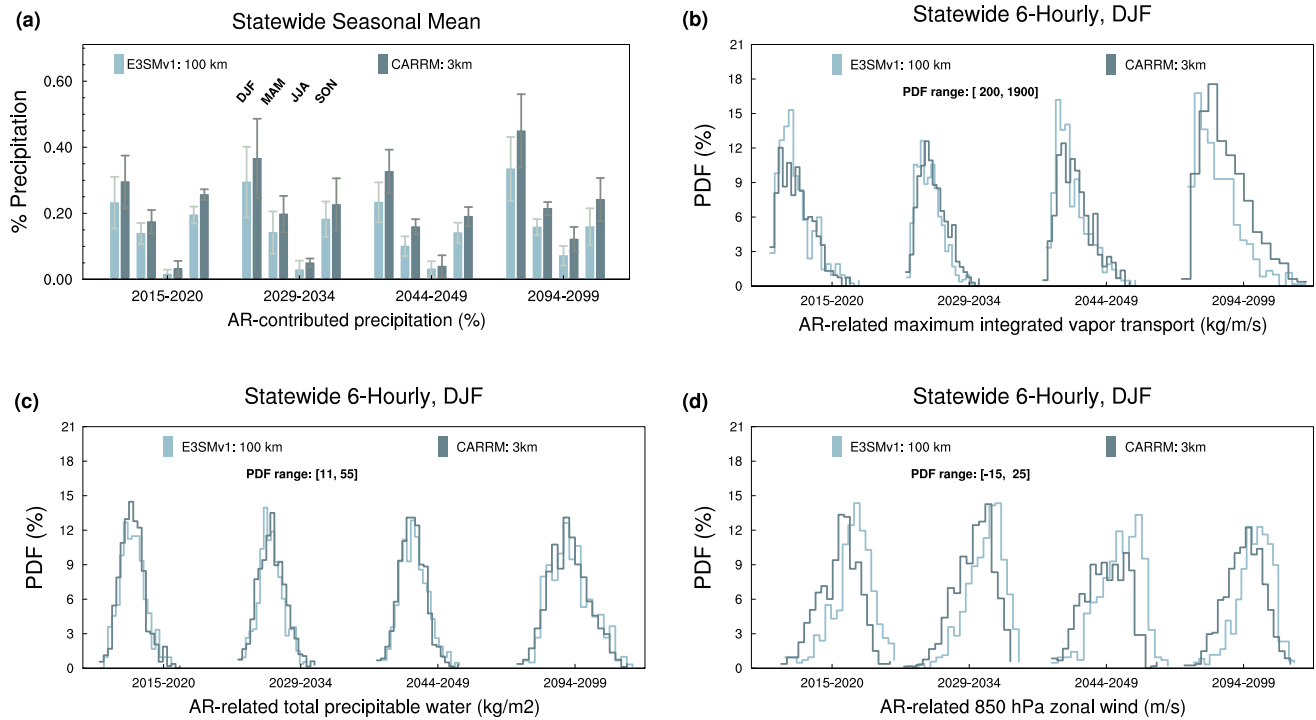 (a)
Statewide Seasonal Mean
E3SMv1: 100 km
CARRM: 3km
DJF
MAM
JJA
SON
% Precipitation
0.60
0.40
0.20
0.00
2015-2020
2029-2034
2044-2049
2094-2099
AR-contributed precipitation (%)
(b)
Statewide 6-Hourly, DJF
E3SMv1: 100 km
CARRM: 3km
PDF range: [ 200, 1900]
PDF (%)
21
18
15
12
9
6
3
0
2015-2020
2029-2034
2044-2049
2094-2099
AR-related maximum integrated vapor transport (kg/m/s)
(c)
Statewide 6-Hourly, DJF
E3SMv1: 100 km
CARRM: 3km
PDF range: [11, 55]
PDF (%)
21
18
15
12
9
6
3
0
2015-2020
2029-2034
2044-2049
2094-2099
AR-related total precipitable water (kg/m2)
(d)
Statewide 6-Hourly, DJF
E3SMv1: 100 km
CARRM: 3km
PDF range: [-15, 25]
PDF (%)
21
18
15
12
9
6
3
0
2015-2020
2029-2034
2044-2049
2094-2099
AR-related 850 hPa zonal wind (m/s)